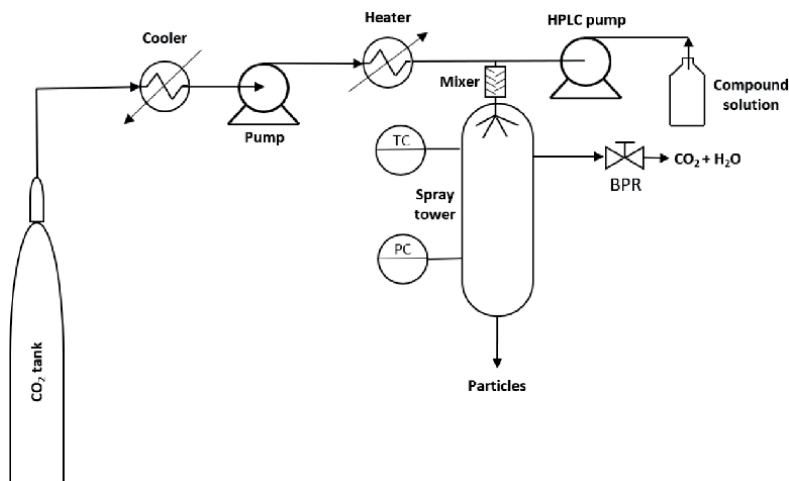 Heater
HPLC pump
Cooler
Mixer
Compound
solution
Pump
TC
CO₂ + H₂O
BPR
Spray
tower
PC
CO₂ tank
Particles